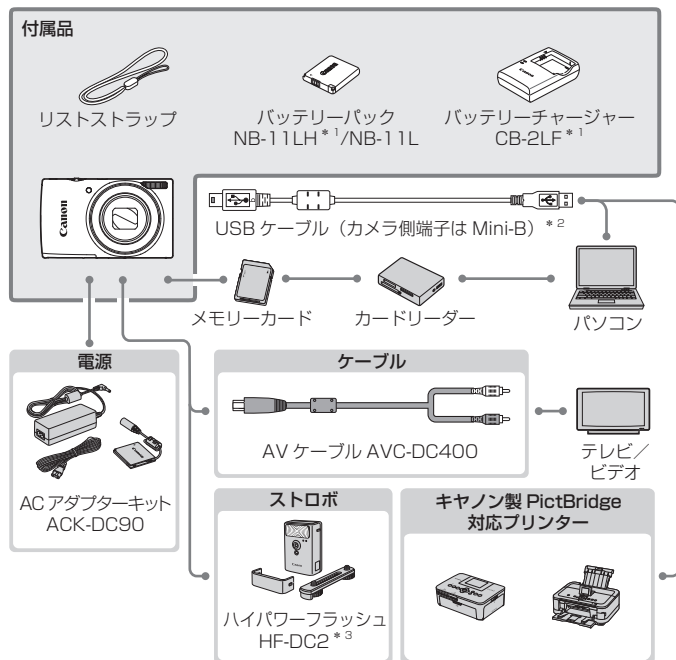 付属品
リストストラップ
バッテリーパック
NB-11LH*1/NB-11L
バッテリーチャージャー
CB-2LF*1
Canon
USB ケーブル（カメラ側端子は Mini-B）*2
メモリーカード
カードリーダー
パソコン
電源
ACアダプターキット
ACK-DC90
ケーブル
AV ケーブル AVC-DC400
テレビ／
ビデオ
ストロボ
ハイパワーフラッシュ
HF-DC2*3
キヤノン製 PictBridge
対応プリンター